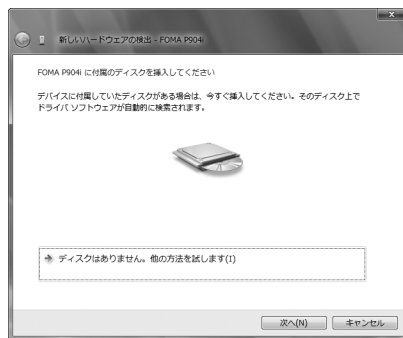 新しいハードウェアの検出 - FOMA P904i
FOMA P904i に付属のディスクを挿入してください
デバイスに付属していたディスクがある場合は、今すぐ挿入してください。そのディスク上で
ドライバ ソフトウェアが自動的に検索されます。
ディスクはありません。他の方法を試します(I)
次へ(N)
キャンセル